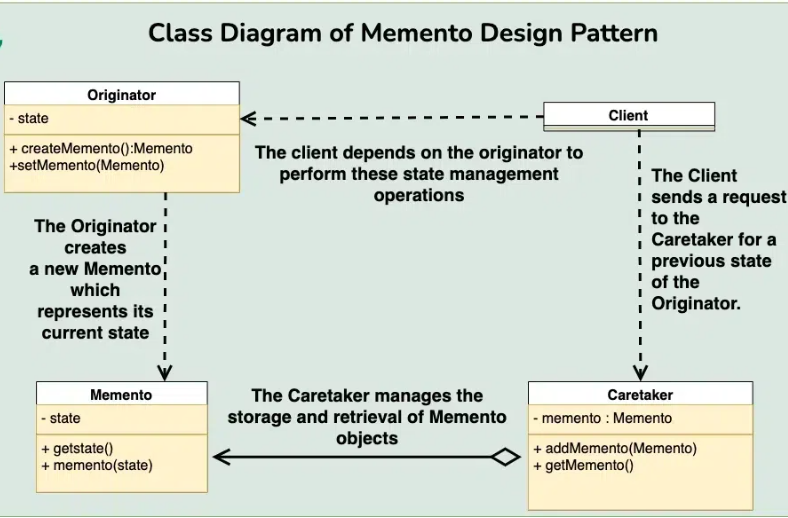 Class Diagram of Memento Design Pattern
Originator
- state
+ createMemento():Memento
+setMemento(Memento)
Client
The client depends on the originator to
perform these state management
operations
The Client
sends a request
to the
Caretaker for a
previous state
of the
Originator.
The Originator
creates
a new Memento
which
represents its
current state
Memento
- state
+ getstate()
+ memento(state)
The Caretaker manages the
storage and retrieval of Memento
objects
Caretaker
- memento : Memento
+ addMemento(Memento)
+ getMemento()